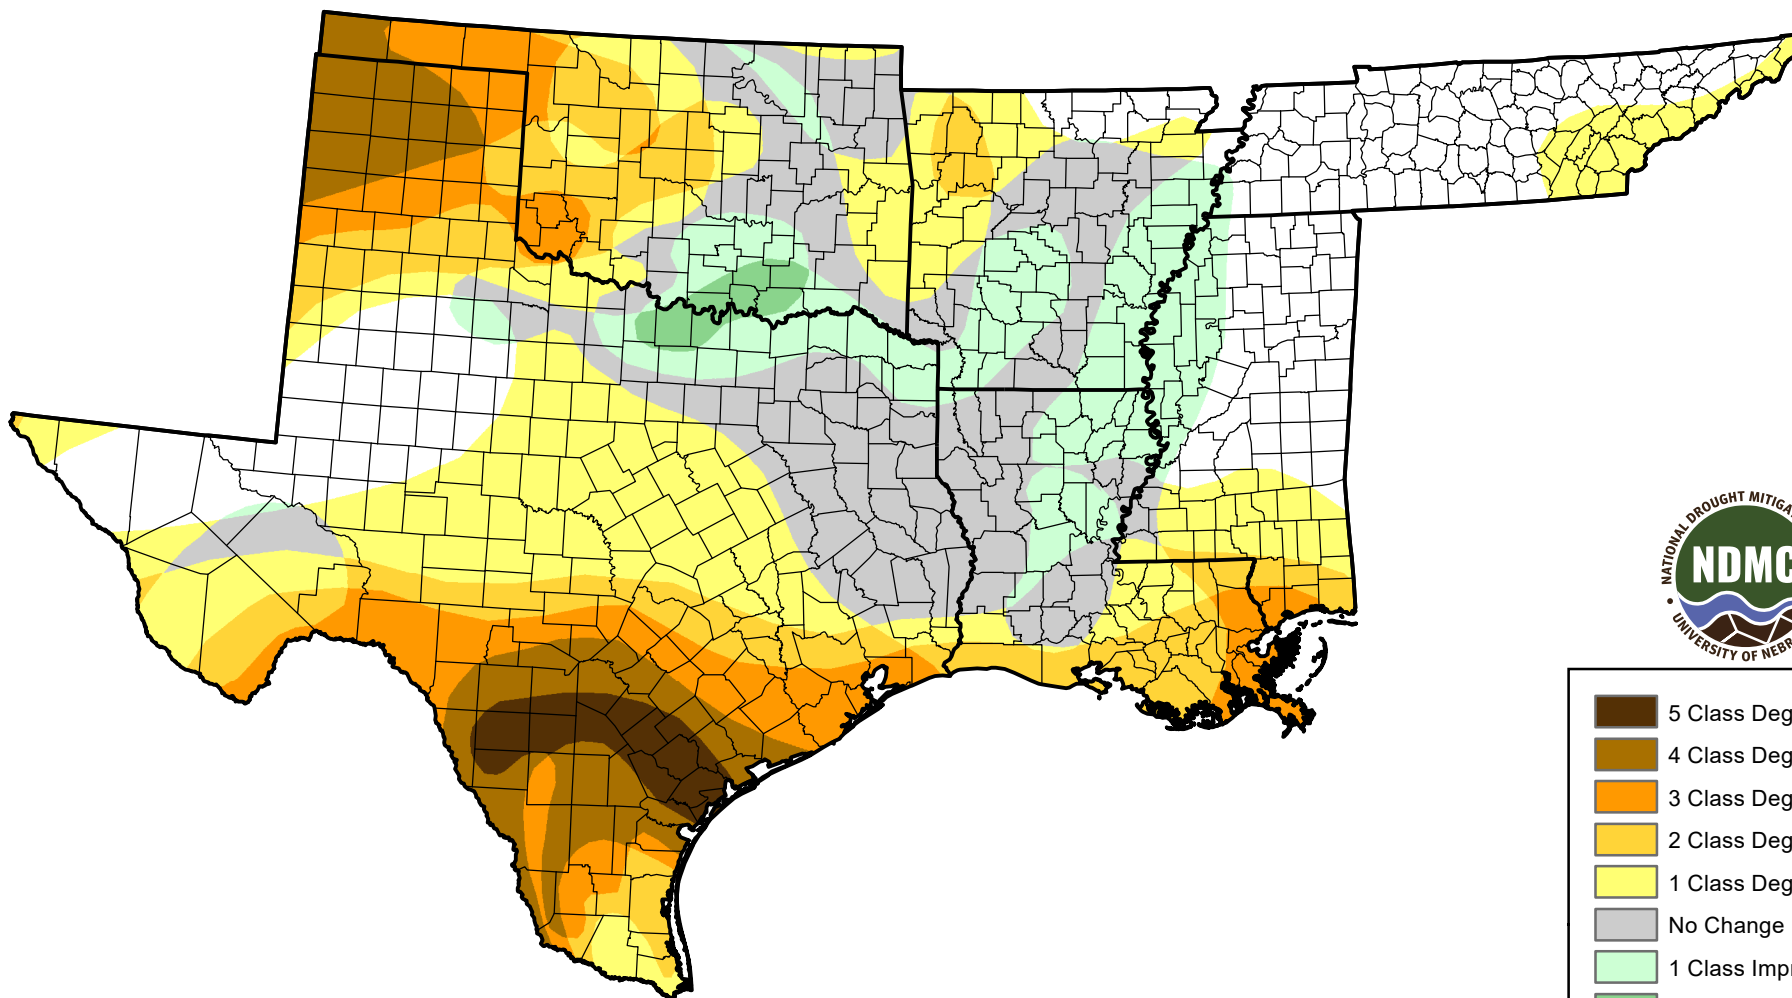 NATIONAL DROUGHT MITIGA
NDMC
UNIVERSITY OF NEBR
5 Class Deg
4 Class Deg
3 Class Deg
2 Class Deg
1 Class Deg
No Change
1 Class Impr